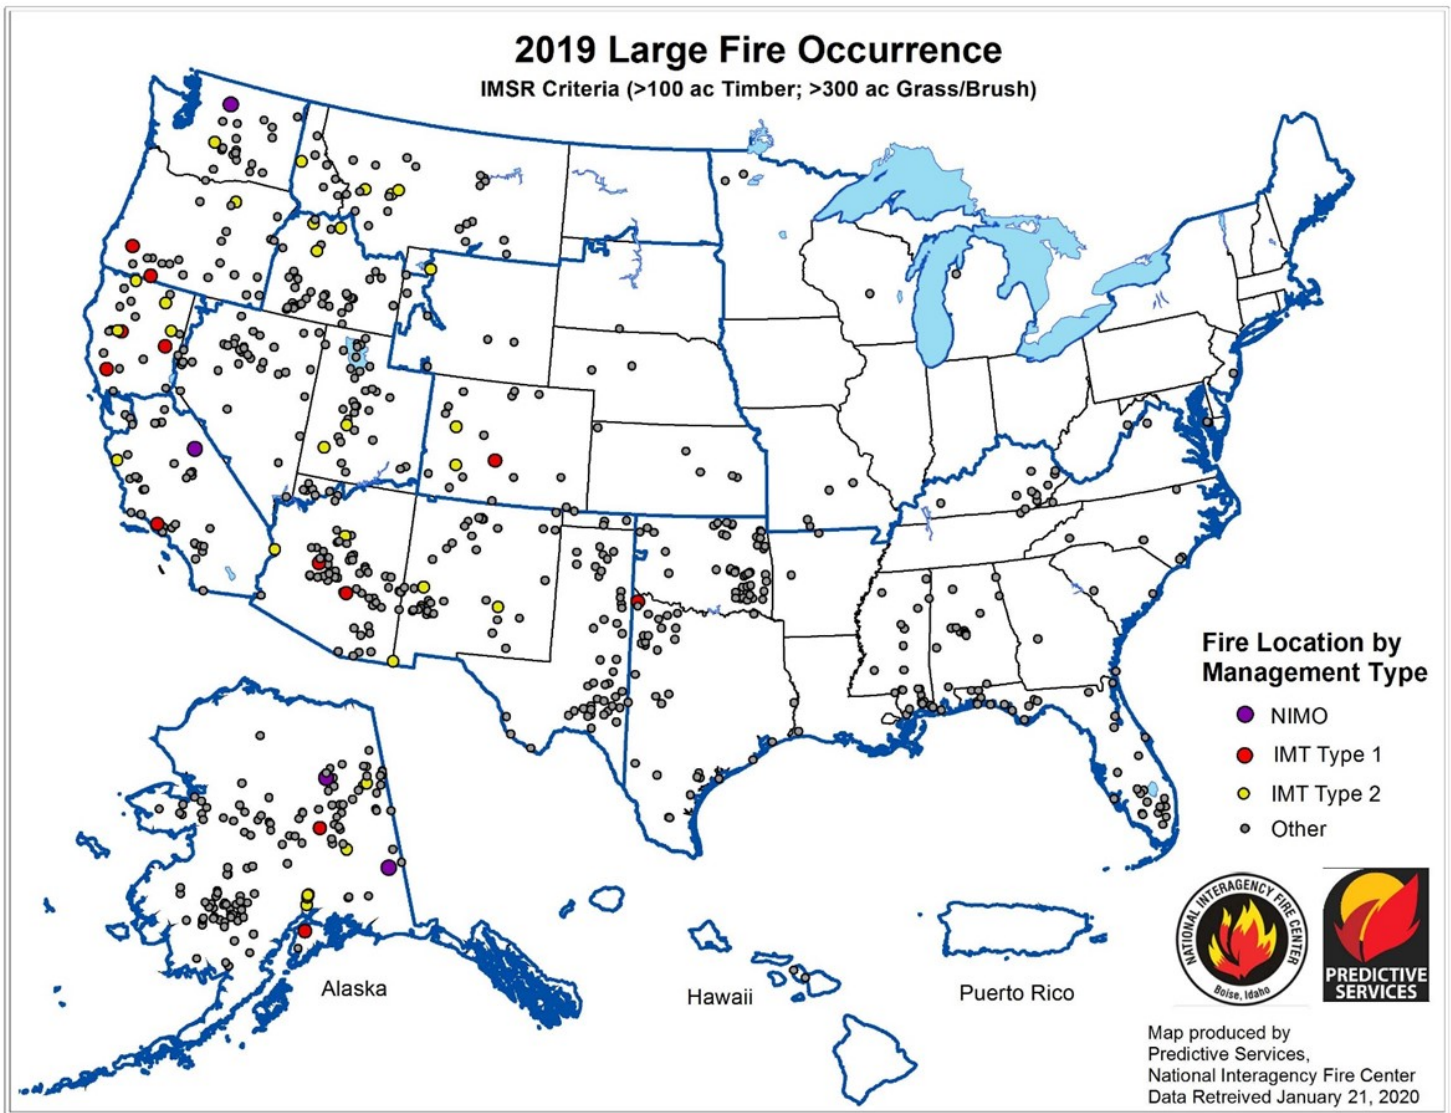 2019 Large Fire Occurrence
IMSR Criteria (>100 ac Timber; >300 ac Grass/Brush)
Fire Location by
Management Type
NIMO
IMT Type 1
IMT Type 2
Other
Alaska
Hawaii
Puerto Rico
NATIONAL INTERAGENCY FIRE CENTER
Boise, Idaho
PREDICTIVE
SERVICES
Map produced by
Predictive Services,
National Interagency Fire Center
Data Retreived January 21, 2020